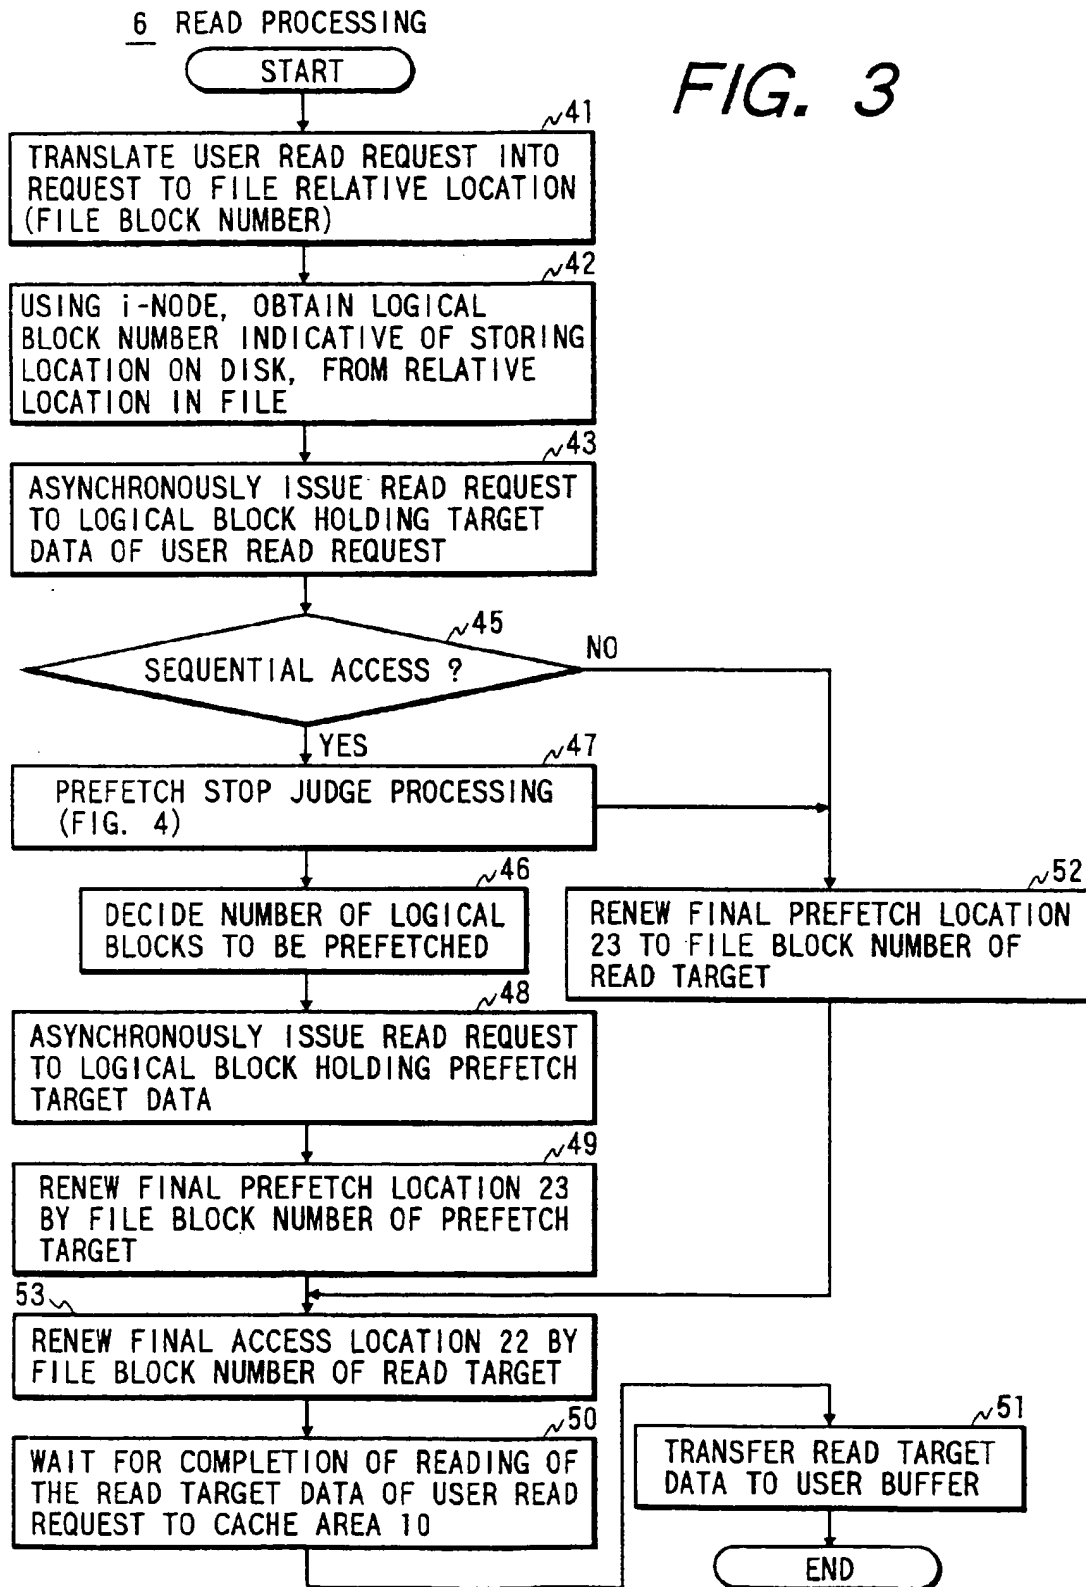 6 READ PROCESSING
START
FIG. 3
41
TRANSLATE USER READ REQUEST INTO
REQUEST TO FILE RELATIVE LOCATION
(FILE BLOCK NUMBER)
42
USING i-NODE, OBTAIN LOGICAL
BLOCK NUMBER INDICATIVE OF STORING
LOCATION ON DISK, FROM RELATIVE
LOCATION IN FILE
43
ASYNCHRONOUSLY ISSUE READ REQUEST
TO LOGICAL BLOCK HOLDING TARGET
DATA OF USER READ REQUEST
45
SEQUENTIAL ACCESS ?
NO
YES
47
PREFETCH STOP JUDGE PROCESSING
(FIG. 4)
46
DECIDE NUMBER OF LOGICAL
BLOCKS TO BE PREFETCHED
52
RENEW FINAL PREFETCH LOCATION
23 TO FILE BLOCK NUMBER OF
READ TARGET
48
ASYNCHRONOUSLY ISSUE READ REQUEST
TO LOGICAL BLOCK HOLDING PREFETCH
TARGET DATA
49
RENEW FINAL PREFETCH LOCATION 23
BY FILE BLOCK NUMBER OF PREFETCH
TARGET
53
RENEW FINAL ACCESS LOCATION 22 BY
FILE BLOCK NUMBER OF READ TARGET
50
WAIT FOR COMPLETION OF READING OF
THE READ TARGET DATA OF USER READ
REQUEST TO CACHE AREA 10
51
TRANSFER READ TARGET
DATA TO USER BUFFER
END